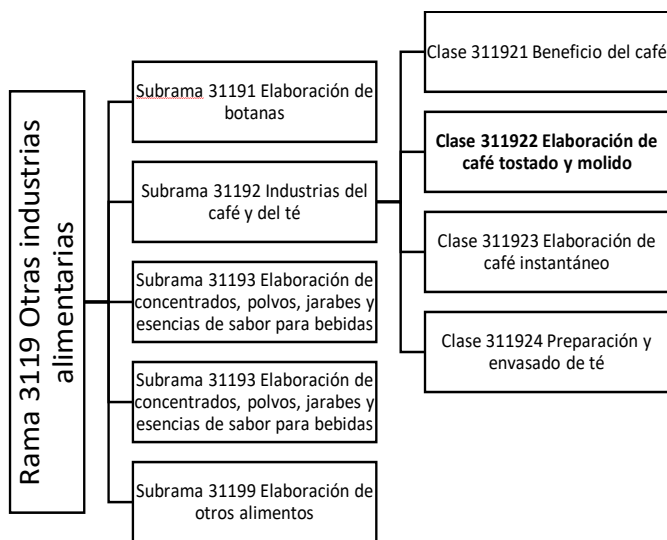 Rama 3119 Otras industrias
alimentarias
Subrama 31191 Elaboración de
botanas
Subrama 31192 Industrias del
café y del té
Subrama 31193 Elaboración de
concentrados, polvos, jarabes y
esencias de sabor para bebidas
Subrama 31193 Elaboración de
concentrados, polvos, jarabes y
esencias de sabor para bebidas
Subrama 31199 Elaboración de
otros alimentos
Clase 311921 Beneficio del café
Clase 311922 Elaboración de
café tostado y molido
Clase 311923 Elaboración de
café instantáneo
Clase 311924 Preparación y
envasado de té